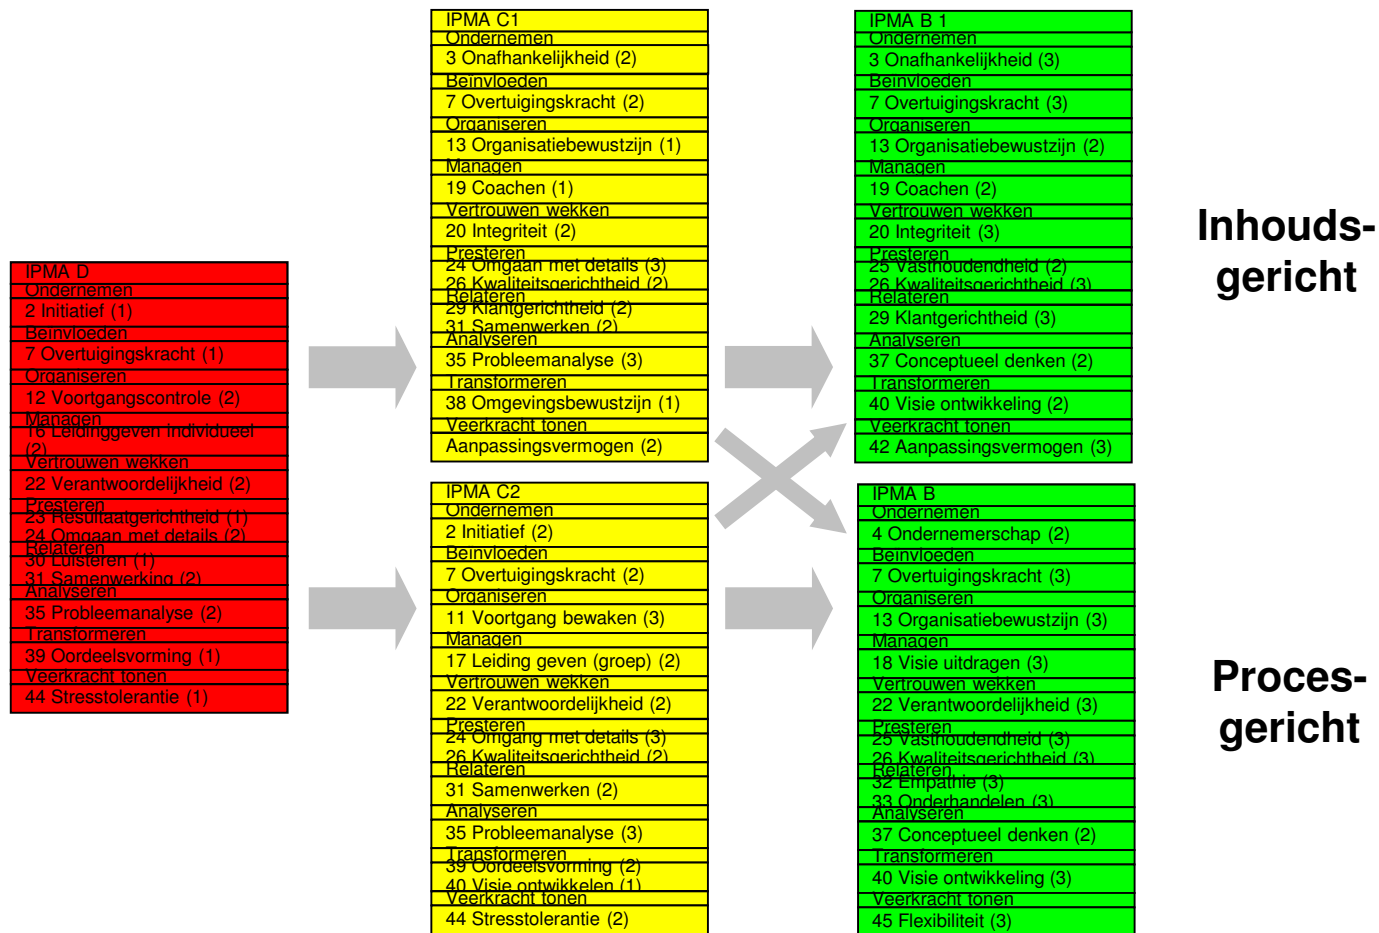 IPMA D
Ondernemen
2 Initiatief (1)
Beïnvloeden
7 Overtuigingskracht (1)
Organiseren
12 Voortgangscontrole (2)
Managen
16 Leidinggeven individueel
(2)
Vertrouwen wekken
22 Verantwoordelijkheid (2)
Presteren
23 Resultaatgerichtheid (1)
24 Omgaan met details (2)
Relateren
30 Luisteren (1)
31 Samenwerking (2)
Analyseren
35 Probleemanalyse (2)
Transformeren
39 Oordeelsvorming (1)
Veerkracht tonen
44 Stresstolerantie (1)
IPMA C1
Ondernemen
3 Onafhankelijkheid (2)
Beïnvloeden
7 Overtuigingskracht (2)
Organiseren
13 Organisatiebewustzijn (1)
Managen
19 Coachen (1)
Vertrouwen wekken
20 Integriteit (2)
Presteren
24 Omgaan met details (3)
26 Kwaliteitsgerichtheid (2)
Relateren
29 Klantgerichtheid (2)
31 Samenwerken (2)
Analyseren
35 Probleemanalyse (3)
Transformeren
38 Omgevingsbewustzijn (1)
Veerkracht tonen
Aanpassingsvermogen (2)
IPMA C2
Ondernemen
2 Initiatief (2)
Beïnvloeden
7 Overtuigingskracht (2)
Organiseren
11 Voortgang bewaken (3)
Managen
17 Leiding geven (groep) (2)
Vertrouwen wekken
22 Verantwoordelijkheid (2)
Presteren
24 Omgang met details (3)
26 Kwaliteitsgerichtheid (2)
Relateren
31 Samenwerken (2)
Analyseren
35 Probleemanalyse (3)
Transformeren
39 Oordeelsvorming (2)
40 Visie ontwikkelen (1)
Veerkracht tonen
44 Stresstolerantie (2)
IPMA B 1
Ondernemen
3 Onafhankelijkheid (3)
Beïnvloeden
7 Overtuigingskracht (3)
Organiseren
13 Organisatiebewustzijn (2)
Managen
19 Coachen (2)
Vertrouwen wekken
20 Integriteit (3)
Presteren
25 Vasthoudendheid (2)
26 Kwaliteitsgerichtheid (3)
Relateren
29 Klantgerichtheid (3)
Analyseren
37 Conceptueel denken (2)
Transformeren
40 Visie ontwikkeling (2)
Veerkracht tonen
42 Aanpassingsvermogen (3)
IPMA B
Ondernemen
4 Ondernemerschap (2)
Beïnvloeden
7 Overtuigingskracht (3)
Organiseren
13 Organisatiebewustzijn (3)
Managen
18 Visie uitdragen (3)
Vertrouwen wekken
22 Verantwoordelijkheid (3)
Presteren
25 Vasthoudendheid (3)
26 Kwaliteitsgerichtheid (3)
Relateren
32 Empathie (3)
33 Onderhandelen (3)
Analyseren
37 Conceptueel denken (2)
Transformeren
40 Visie ontwikkeling (3)
Veerkracht tonen
45 Flexibiliteit (3)
Inhouds-
gericht
Proces-
gericht